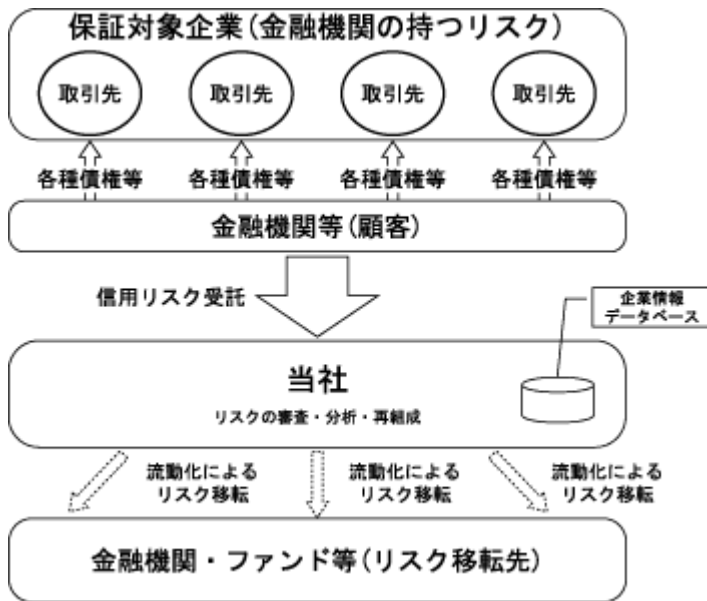 保証対象企業(金融機関の持つリスク)
取引先
取引先
取引先
取引先
各種債権等
各種債権等
各種債権等
各種債権等
金融機関等(顧客)
信用リスク受託
企業情報
データベース
当社
リスクの審査・分析・再組成
流動化による
リスク移転
流動化による
リスク移転
流動化による
リスク移転
金融機関・ファンド等(リスク移転先)